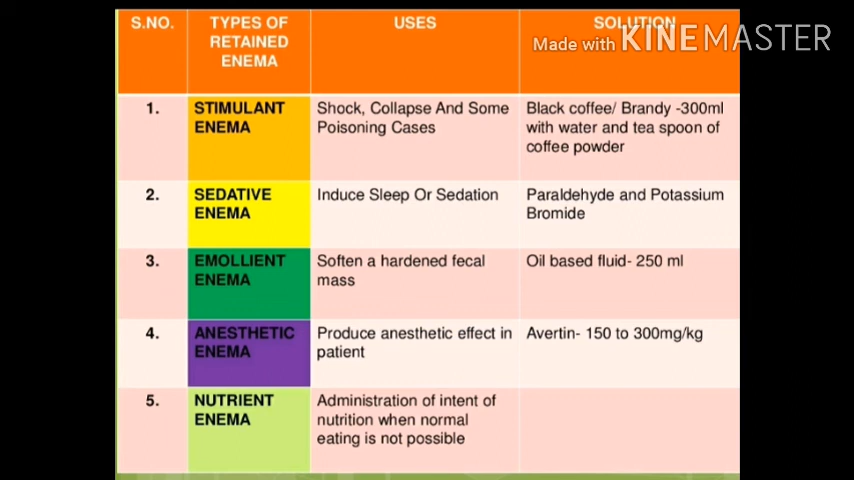 S.NO.
TYPES OF
RETAINED
ENEMA
USES
SOLUTION
Made with KINEMASTER
1.
STIMULANT
ENEMA
Shock, Collapse And Some
Poisoning Cases
Black coffee/ Brandy -300ml
with water and tea spoon of
coffee powder
2.
SEDATIVE
ENEMA
Induce Sleep Or Sedation
Paraldehyde and Potassium
Bromide
3.
EMOLLIENT
ENEMA
Soften a hardened fecal
mass
Oil based fluid- 250 ml
4.
ANESTHETIC
ENEMA
Produce anesthetic effect in
patient
Avertin- 150 to 300mg/kg
5.
NUTRIENT
ENEMA
Administration of intent of
nutrition when normal
eating is not possible